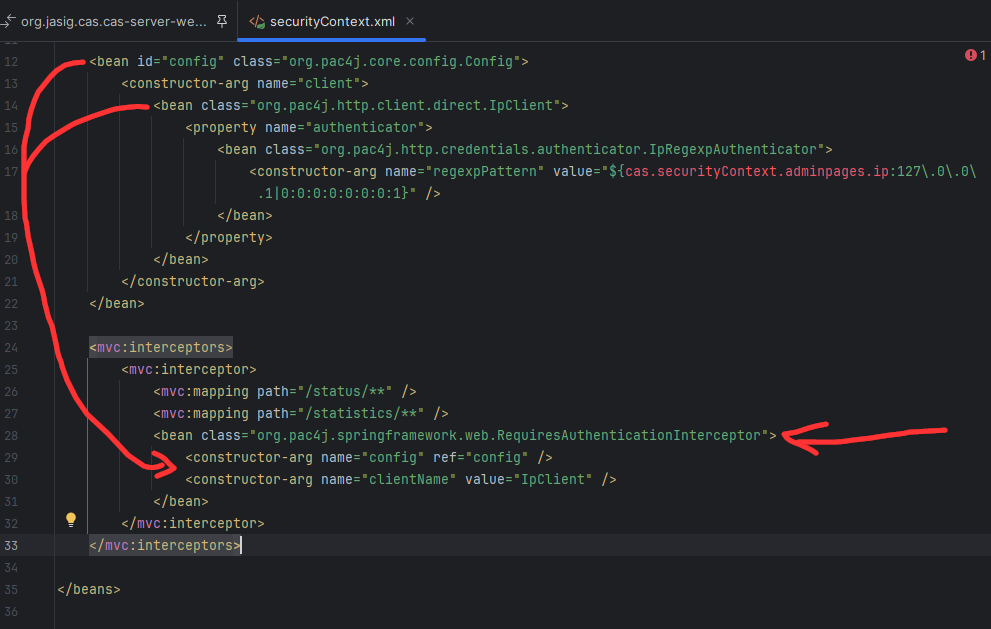 org.jasig.cas.cas-server-we... securityContext.xml
1
12 <bean id="config" class="org.pac4j.core.config.Config">
13 <constructor-arg name="client">
14 <bean class="org.pac4j.http.client.direct.IpClient">
15 <property name="authenticator">
16 <bean class="org.pac4j.http.credentials.authenticator.IpRegexpAuthenticator">
17 <constructor-arg name="regexpPattern" value="${cas.securityContext.adminpages.ip:127\.0\.0\
.1|0:0:0:0:0:0:0:1}" />
18 </bean>
19 </property>
20 </bean>
21 </constructor-arg>
22 </bean>
23
24 <mvc:interceptors>
25 <mvc:interceptor>
26 <mvc:mapping path="/status/**" />
27 <mvc:mapping path="/statistics/**" />
28 <bean class="org.pac4j.springframework.web.RequiresAuthenticationInterceptor">
29 <constructor-arg name="config" ref="config" />
30 <constructor-arg name="clientName" value="IpClient" />
31 </bean>
32 </mvc:interceptor>
33 </mvc:interceptors>
34
35 </beans>
36